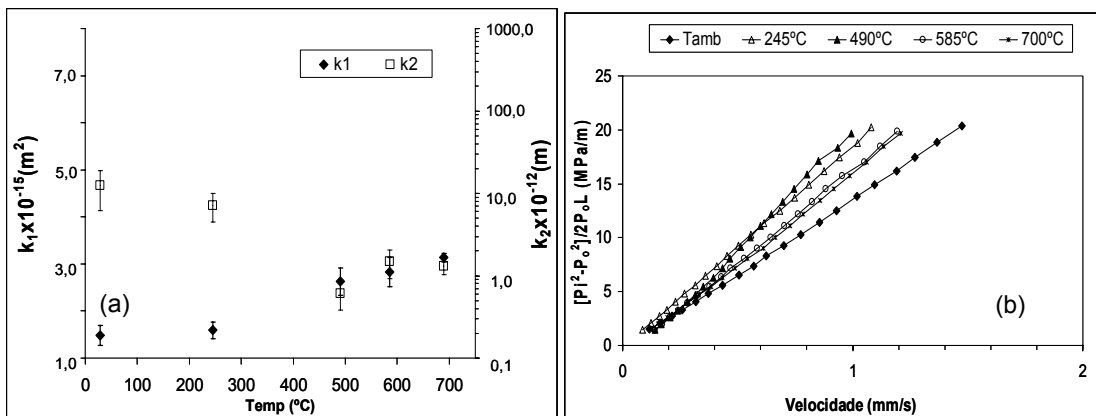 k1 k2
7,0
5,0
3,0
1,0
k₁x10⁻¹⁵(m²)
1000,0
100,0
10,0
1,0
0,1
k₂x10⁻¹²(m)
(a)
0 100 200 300 400 500 600 700
Temp (ºC)
Tamb 245ºC 490ºC 585ºC 700ºC
25
20
15
10
5
0
[Pi²-Pₒ²]/2PₒL (MPa/m)
(b)
0 1 2
Velocidade (mm/s)